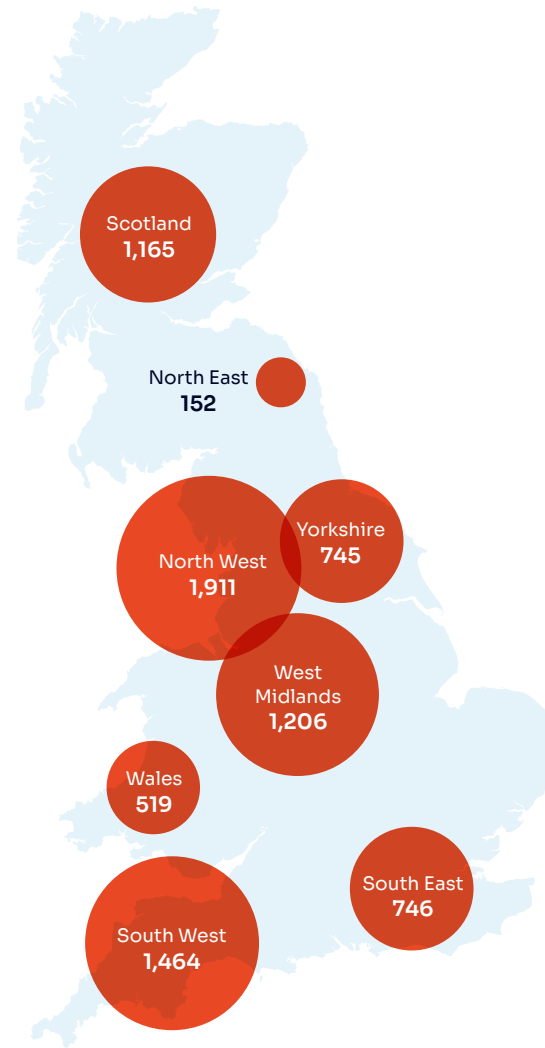 Scotland
1,165
North East
152
Yorkshire
745
North West
1,911
West
Midlands
1,206
Wales
519
South East
746
South West
1,464